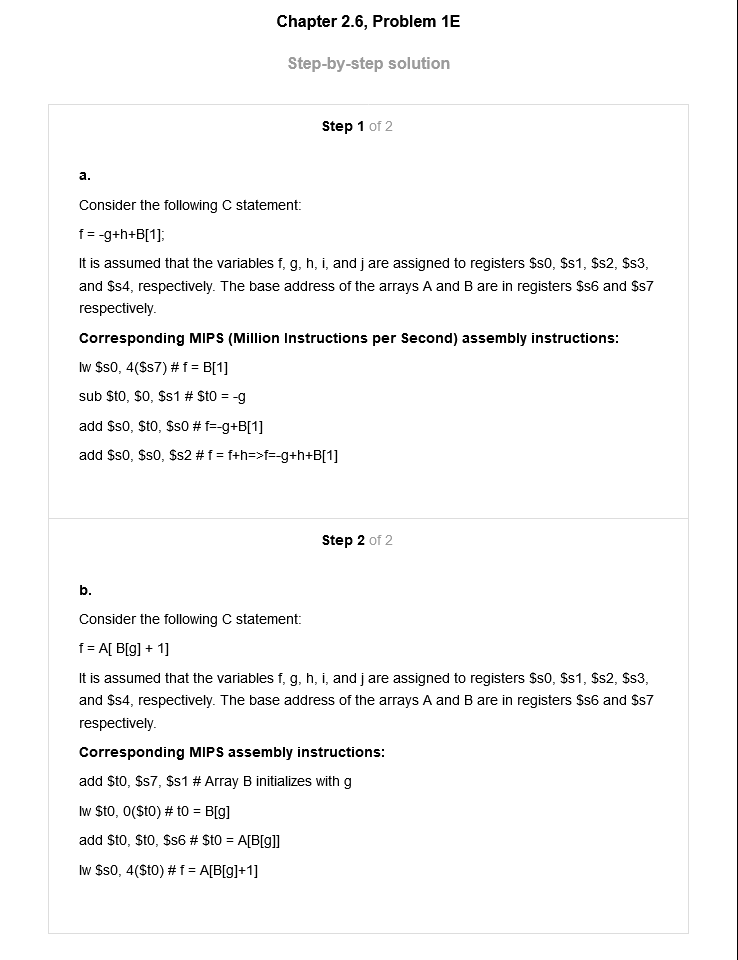 Chapter 2.6, Problem 1E
Step-by-step solution
Step 1 of 2
a.
Consider the following C statement:
f = -g+h+B[1];
It is assumed that the variables f, g, h, i, and j are assigned to registers $s0, $s1, $s2, $s3,
and $s4, respectively. The base address of the arrays A and B are in registers $s6 and $s7
respectively.
Corresponding MIPS (Million Instructions per Second) assembly instructions:
lw $s0, 4($s7) # f = B[1]
sub $t0, $0, $s1 # $t0 = -g
add $s0, $t0, $s0 # f=-g+B[1]
add $s0, $s0, $s2 # f = f+h=>f=-g+h+B[1]
Step 2 of 2
b.
Consider the following C statement:
f = A[ B[g] + 1]
It is assumed that the variables f, g, h, i, and j are assigned to registers $s0, $s1, $s2, $s3,
and $s4, respectively. The base address of the arrays A and B are in registers $s6 and $s7
respectively.
Corresponding MIPS assembly instructions:
add $t0, $s7, $s1 # Array B initializes with g
lw $t0, 0($t0) # t0 = B[g]
add $t0, $t0, $s6 # $t0 = A[B[g]]
lw $s0, 4($t0) # f = A[B[g]+1]